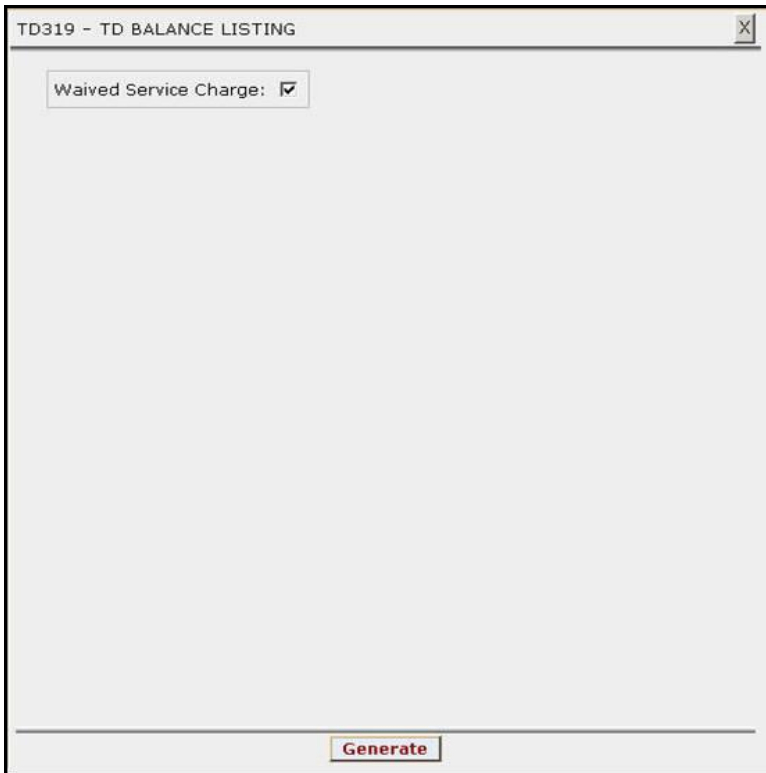 TD319 - TD BALANCE LISTING X
Waived Service Charge:
Generate